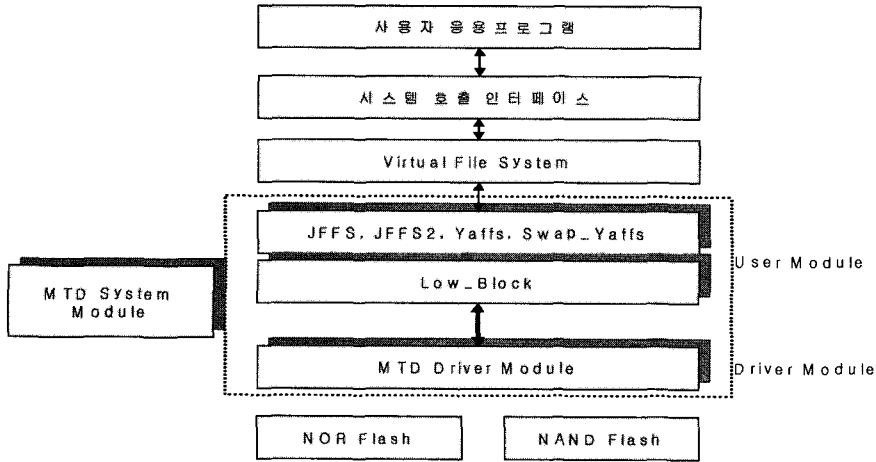 사용자 응용프로그램
시스템 호출 인터페이스
Virtual File System
JFFS, JFFS2, Yaffs, Swap_Yaffs
User Module
Low_Block
MTD System
Module
MTD Driver Module
Driver Module
NOR Flash
NAND Flash